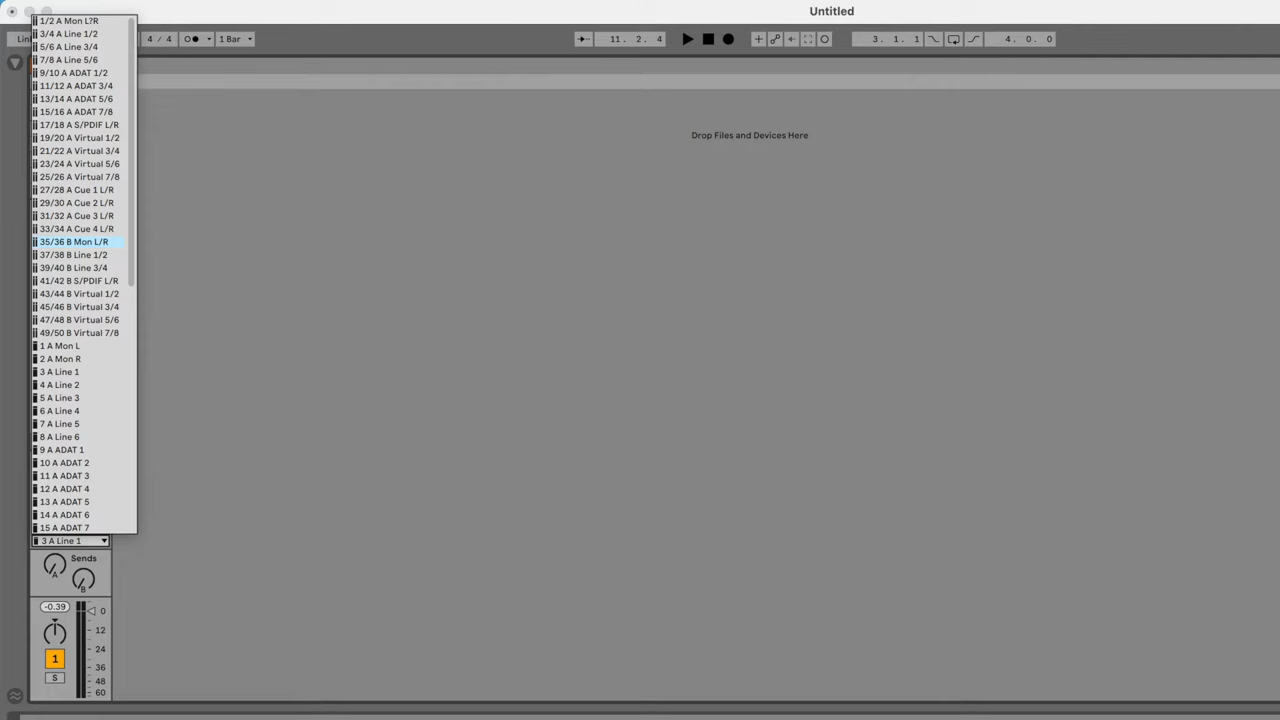 Untitled
Lin
4 / 4
1 Bar
11. 2. 4
3. 1. 1
4. 0. 0
1/2 A Mon L?R
3/4 A Line 1/2
5/6 A Line 3/4
7/8 A Line 5/6
9/10 A ADAT 1/2
11/12 A ADAT 3/4
13/14 A ADAT 5/6
15/16 A ADAT 7/8
17/18 A S/PDIF L/R
19/20 A Virtual 1/2
21/22 A Virtual 3/4
23/24 A Virtual 5/6
25/26 A Virtual 7/8
27/28 A Cue 1 L/R
29/30 A Cue 2 L/R
31/32 A Cue 3 L/R
33/34 A Cue 4 L/R
35/36 B Mon L/R
37/38 B Line 1/2
39/40 B Line 3/4
41/42 B S/PDIF L/R
43/44 B Virtual 1/2
45/46 B Virtual 3/4
47/48 B Virtual 5/6
49/50 B Virtual 7/8
1 A Mon L
2 A Mon R
3 A Line 1
4 A Line 2
5 A Line 3
6 A Line 4
7 A Line 5
8 A Line 6
9 A ADAT 1
10 A ADAT 2
11 A ADAT 3
12 A ADAT 4
13 A ADAT 5
14 A ADAT 6
15 A ADAT 7
Drop Files and Devices Here
3 A Line 1
Sends
A
B
-0.39
0
12
24
36
48
60
1
S